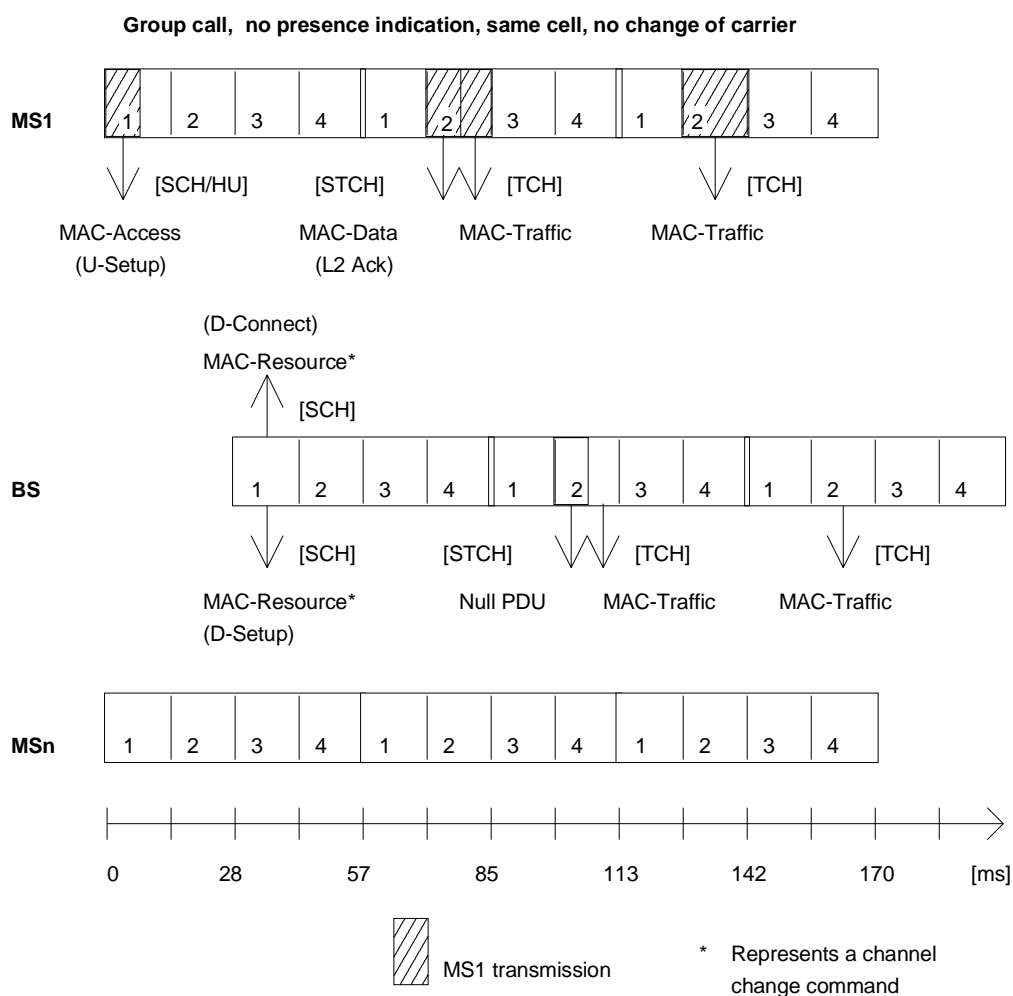 Group call, no presence indication, same cell, no change of carrier
MS1
1 2 3 4 1 2 3 4 1 2 3 4
[SCH/HU] [STCH] [TCH] [TCH]
MAC-Access MAC-Data MAC-Traffic MAC-Traffic
(U-Setup) (L2 Ack)
(D-Connect)
MAC-Resource*
[SCH]
BS
1 2 3 4 1 2 3 4 1 2 3 4
[SCH] [STCH] [TCH] [TCH]
MAC-Resource* Null PDU MAC-Traffic MAC-Traffic
(D-Setup)
MSn
1 2 3 4 1 2 3 4 1 2 3 4
0 28 57 85 113 142 170 [ms]
MS1 transmission
* Represents a channel
change command